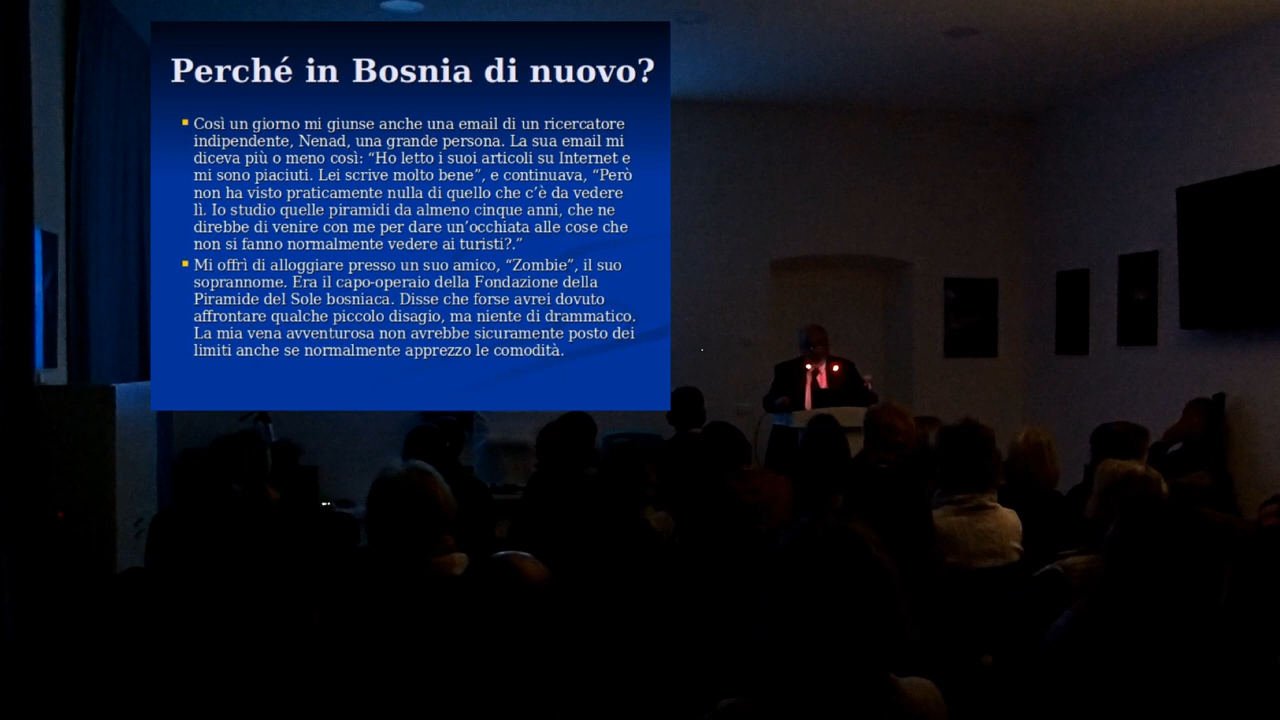 Perché in Bosnia di nuovo?
Così un giorno mi giunse anche una email di un ricercatore
indipendente, Nenad, una grande persona. La sua email mi
diceva più o meno così: “Ho letto i suoi articoli su Internet e
mi sono piaciuti. Lei scrive molto bene”, e continuava, “Però
non ha visto praticamente nulla di quello che c’è da vedere
lì. Io studio quelle piramidi da almeno cinque anni, che ne
direbbe di venire con me per dare un’occhiata alle cose che
non si fanno normalmente vedere ai turisti?.”
Mi offrì di alloggiare presso un suo amico, “Zombie”, il suo
soprannome. Era il capo-operaio della Fondazione della
Piramide del Sole bosniaca. Disse che forse avrei dovuto
affrontare qualche piccolo disagio, ma niente di drammatico.
La mia vena avventurosa non avrebbe sicuramente posto dei
limiti anche se normalmente apprezzo le comodità.